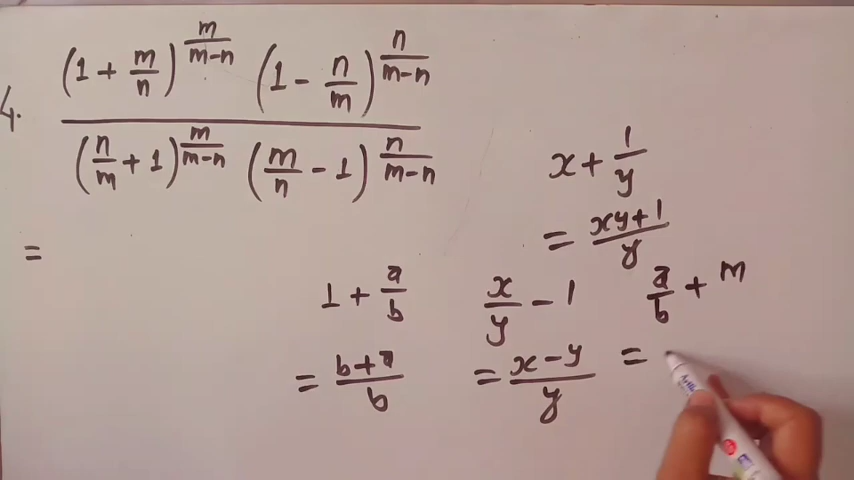 4. (1 + m/n)^(m/(m-n)) (1 - n/m)^(n/(m-n))
(n/m + 1)^(m/(m-n)) (m/n - 1)^(n/(m-n))
=
x + 1/y
= (xy+1)/y
1 + a/b
= (b+a)/b
x/y - 1
= (x-y)/y
a/b + m
=